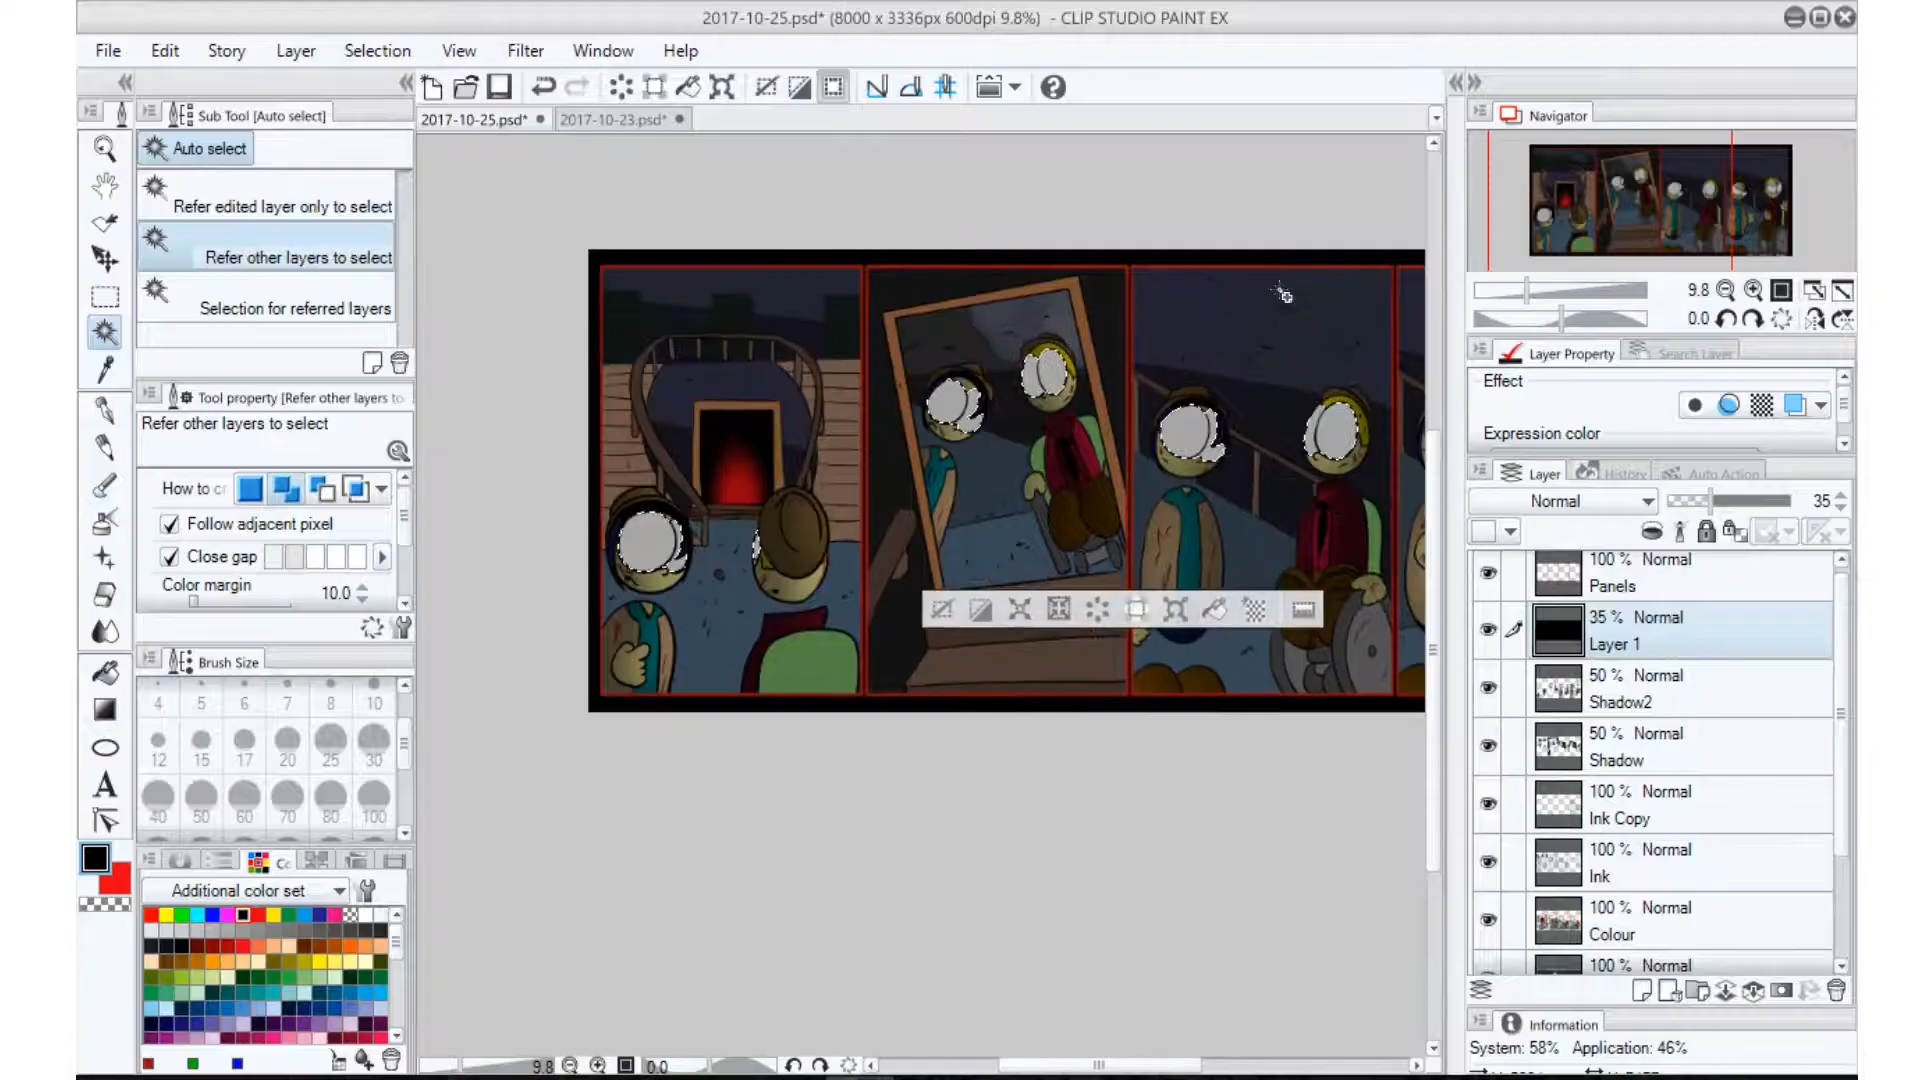 2017-10-25.psd* (8000 x 3336px 600dpi 9.8%) - CLIP STUDIO PAINT EX
File Edit Story Layer Selection View Filter Window Help
Sub Tool [Auto select]
Auto select
Refer edited layer only to select
Refer other layers to select
Selection for referred layers
Tool property [Refer other layers to
Refer other layers to select
How to
Follow adjacent pixel
Close gap
Color margin 10.0
Brush Size
4 5 6 7 8 10
12 15 17 20 25 30
40 50 60 70 80 100
Additional color set
2017-10-25.psd* 2017-10-23.psd*
9.8 0.0
Navigator
9.8
0.0
Layer Property Search Layer
Effect
Expression color
Layer History Auto Action
Normal 35
100 % Normal
Panels
35 % Normal
Layer 1
50 % Normal
Shadow2
50 % Normal
Shadow
100 % Normal
Ink Copy
100 % Normal
Ink
100 % Normal
Colour
100 % Normal
Information
System: 58% Application: 46%